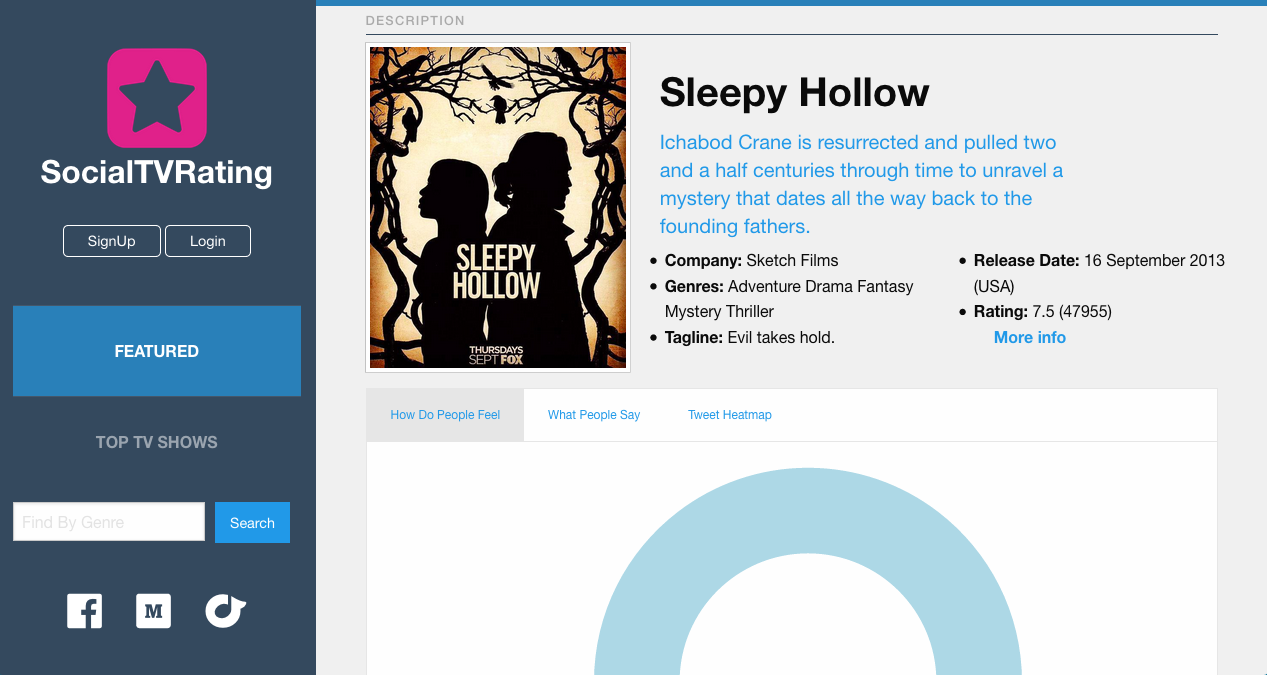 SocialTVRating
SignUp
Login
FEATURED
TOP TV SHOWS
Find By Genre
Search
M
DESCRIPTION
SLEEPY
HOLLOW
THURSDAYS
SEPT FOX
Sleepy Hollow
Ichabod Crane is resurrected and pulled two
and a half centuries through time to unravel a
mystery that dates all the way back to the
founding fathers.
Company: Sketch Films
Genres: Adventure Drama Fantasy
Mystery Thriller
Tagline: Evil takes hold.
Release Date: 16 September 2013
(USA)
Rating: 7.5 (47955)
More info
How Do People Feel
What People Say
Tweet Heatmap